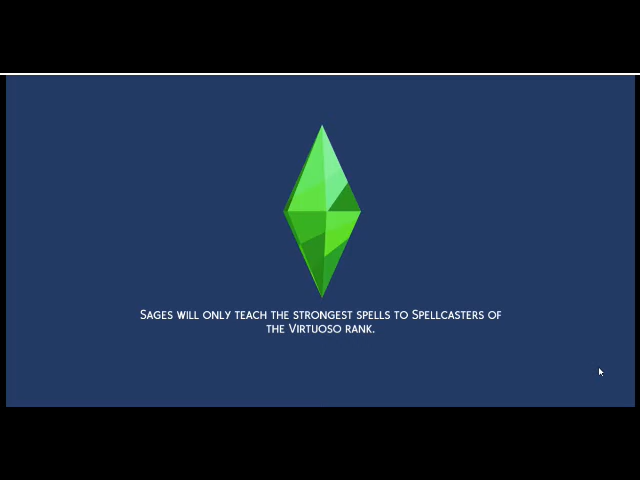 Sages will only teach the strongest spells to Spellcasters of
the Virtuoso rank.